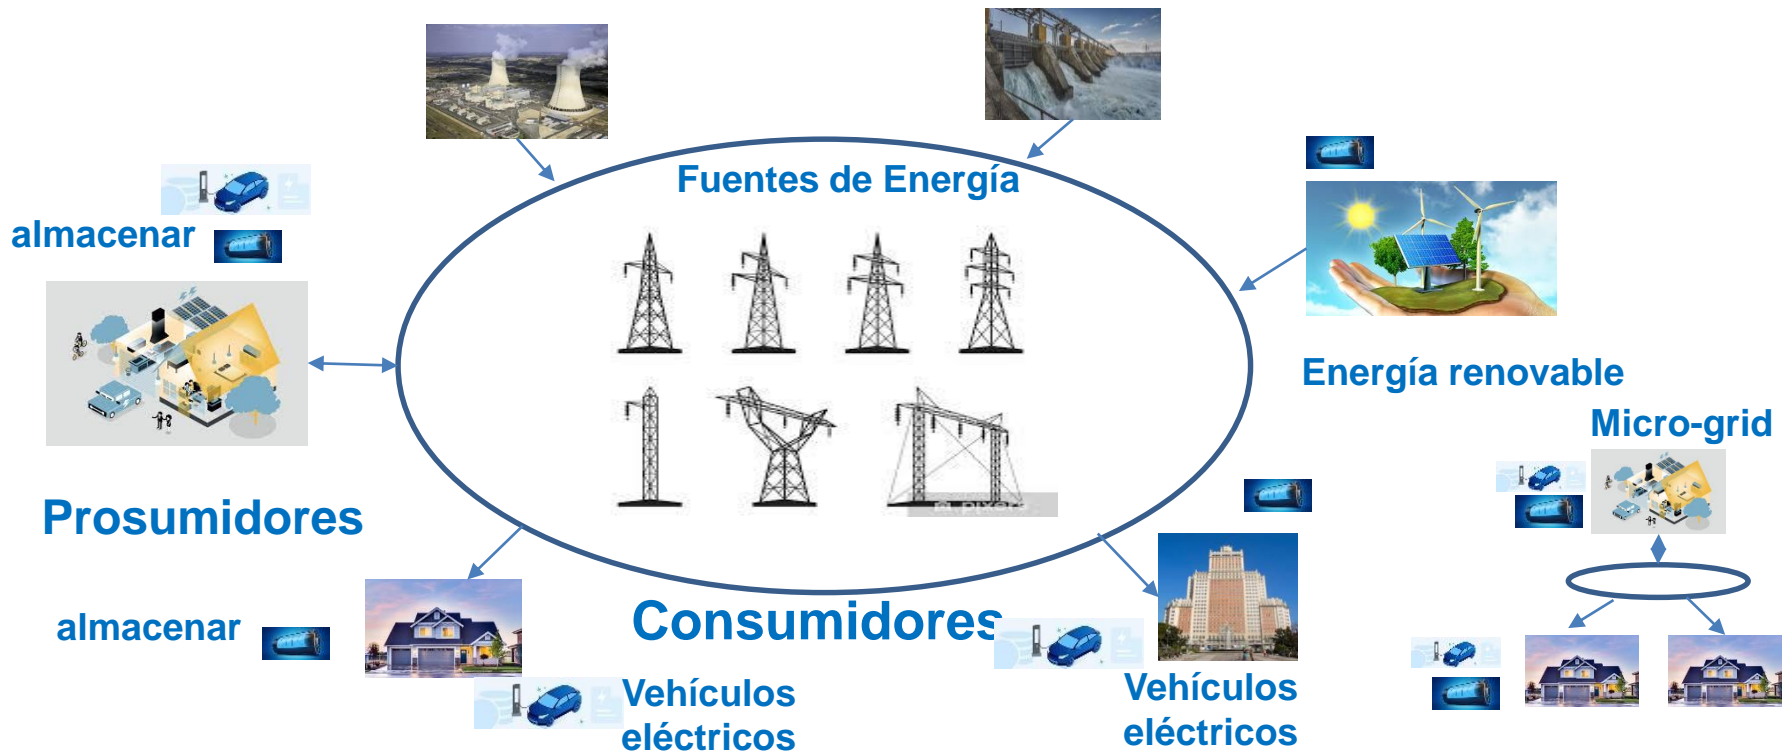 Fuentes de Energía
almacenar
Energía renovable
Micro-grid
Prosumidores
almacenar
Consumidores
Vehículos
eléctricos
Vehículos
eléctricos